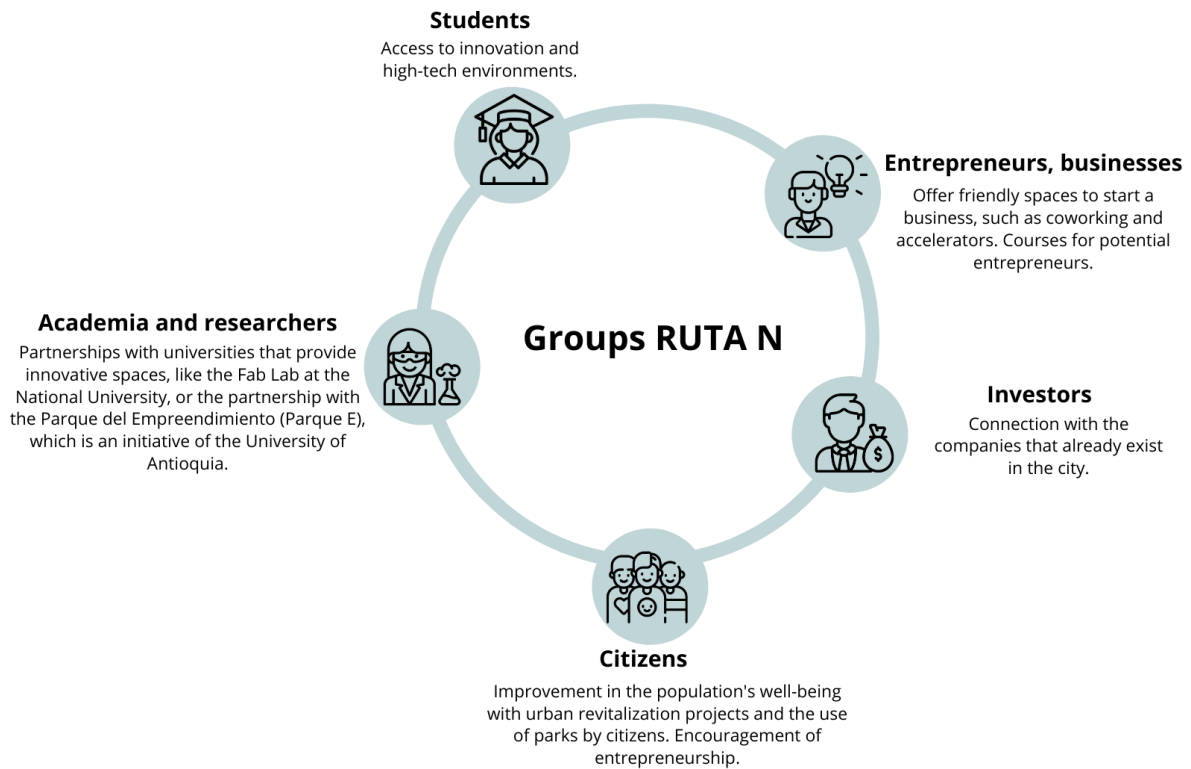 Students
Access to innovation and
high-tech environments.
Entrepreneurs, businesses
Offer friendly spaces to start a
business, such as coworking and
accelerators. Courses for potential
entrepreneurs.
Groups RUTA N
Academia and researchers
Partnerships with universities that provide
innovative spaces, like the Fab Lab at the
National University, or the partnership with
the Parque del Empreendimiento (Parque E),
which is an initiative of the University of
Antioquia.
Investors
Connection with the
companies that already exist
in the city.
$
Citizens
Improvement in the population's well-being
with urban revitalization projects and the use
of parks by citizens. Encouragement of
entrepreneurship.